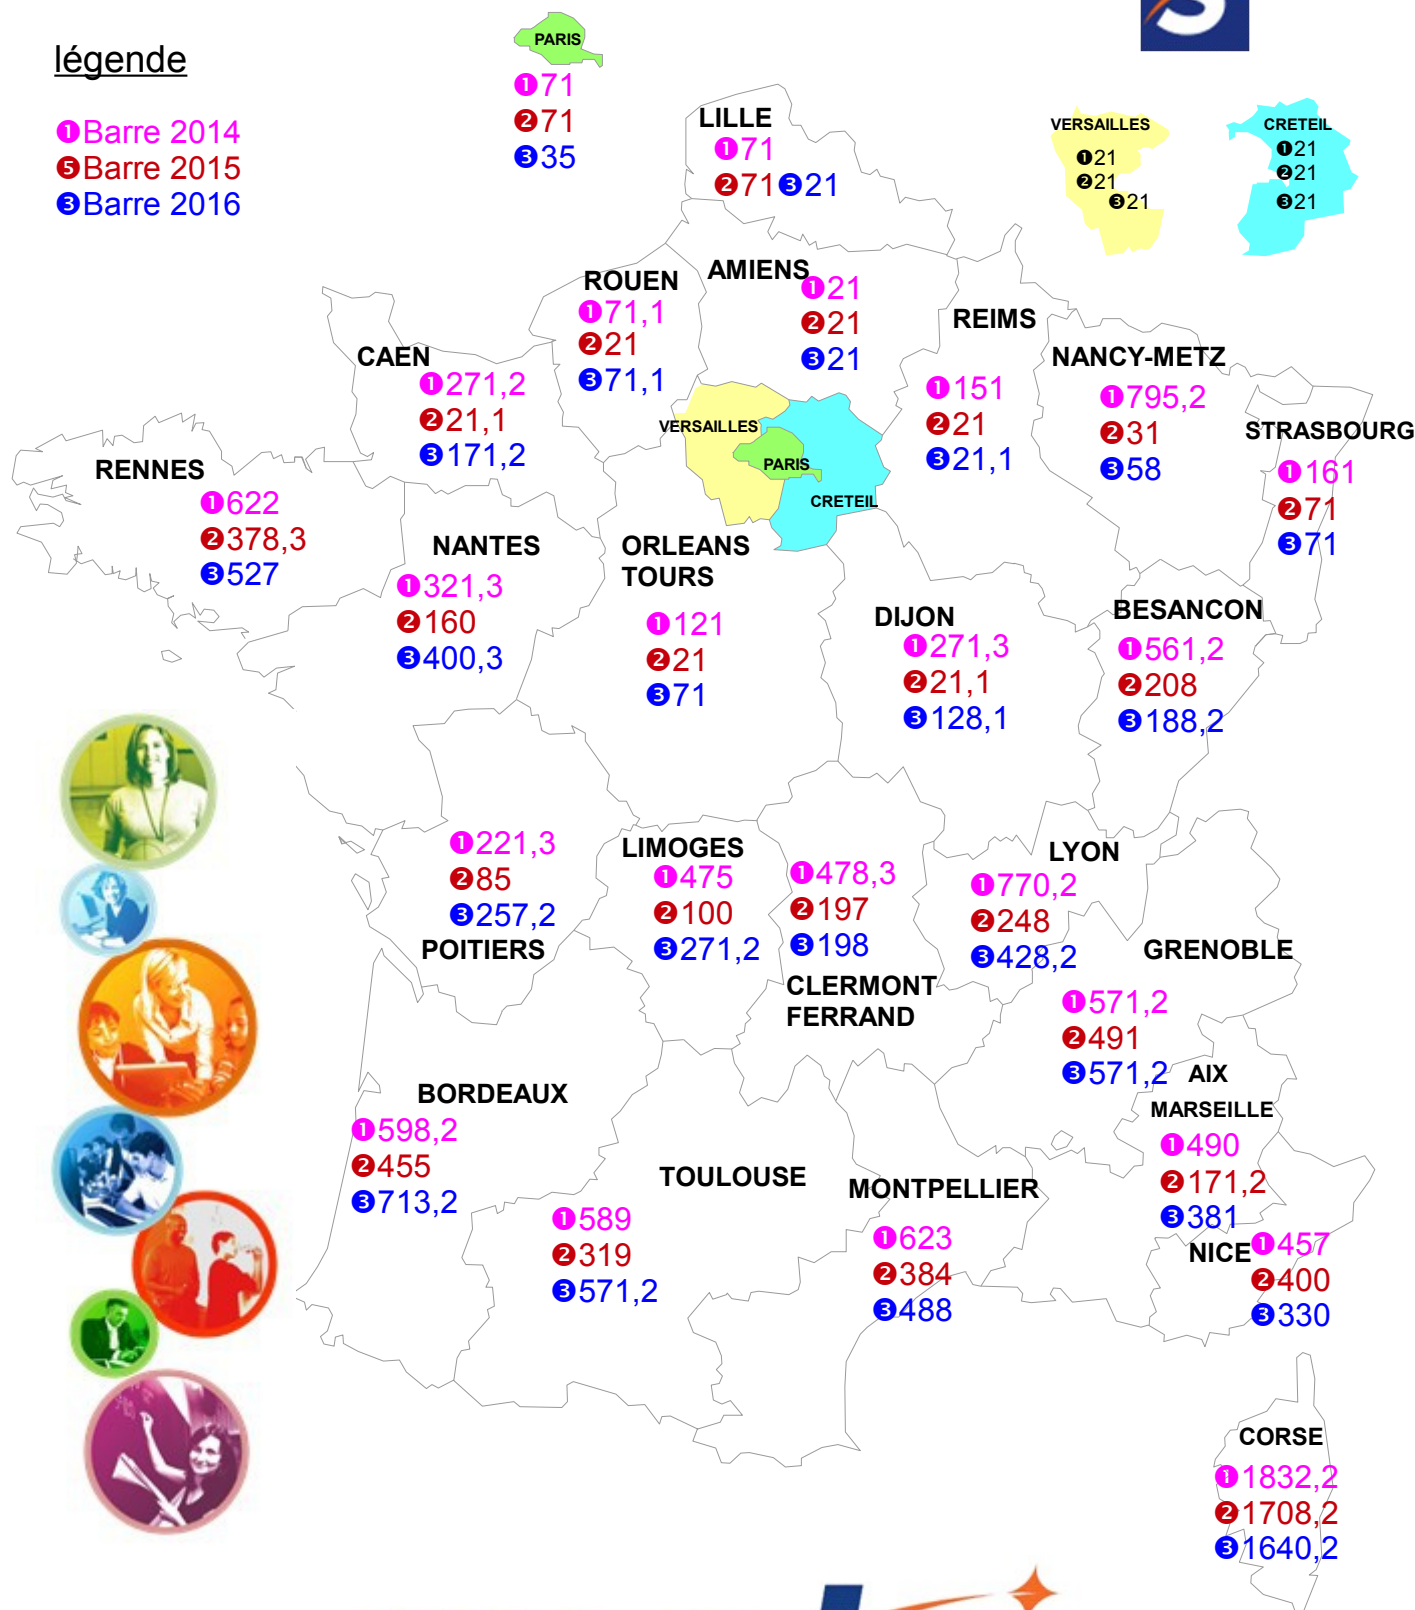 légende
❶Barre 2014
❺Barre 2015
❸Barre 2016
PARIS
❶71
❷71
❸35
LILLE
❶71
❷71 ❸21
VERSAILLES
❶21
❷21
❸21
CRETEIL
❶21
❷21
❸21
ROUEN
❶71,1
❷21
❸71,1
AMIENS
❶21
❷21
❸21
REIMS
❶151
❷21
❸21,1
CAEN
❶271,2
❷21,1
❸171,2
NANCY-METZ
❶795,2
❷31
❸58
STRASBOURG
❶161
❷71
❸71
VERSAILLES
PARIS
CRETEIL
RENNES
❶622
❷378,3
❸527
NANTES
❶321,3
❷160
❸400,3
ORLEANS
TOURS
❶121
❷21
❸71
DIJON
❶271,3
❷21,1
❸128,1
BESANCON
❶561,2
❷208
❸188,2
❶221,3
❷85
❸257,2
POITIERS
LIMOGES
❶475
❷100
❸271,2
❶478,3
❷197
❸198
CLERMONT
FERRAND
LYON
❶770,2
❷248
❸428,2
GRENOBLE
❶571,2
❷491
❸571,2
AIX
MARSEILLE
❶490
❷171,2
❸381
BORDEAUX
❶598,2
❷455
❸713,2
TOULOUSE
❶589
❷319
❸571,2
MONTPELLIER
❶623
❷384
❸488
NICE
❶457
❷400
❸330
CORSE
❶1832,2
❷1708,2
❸1640,2